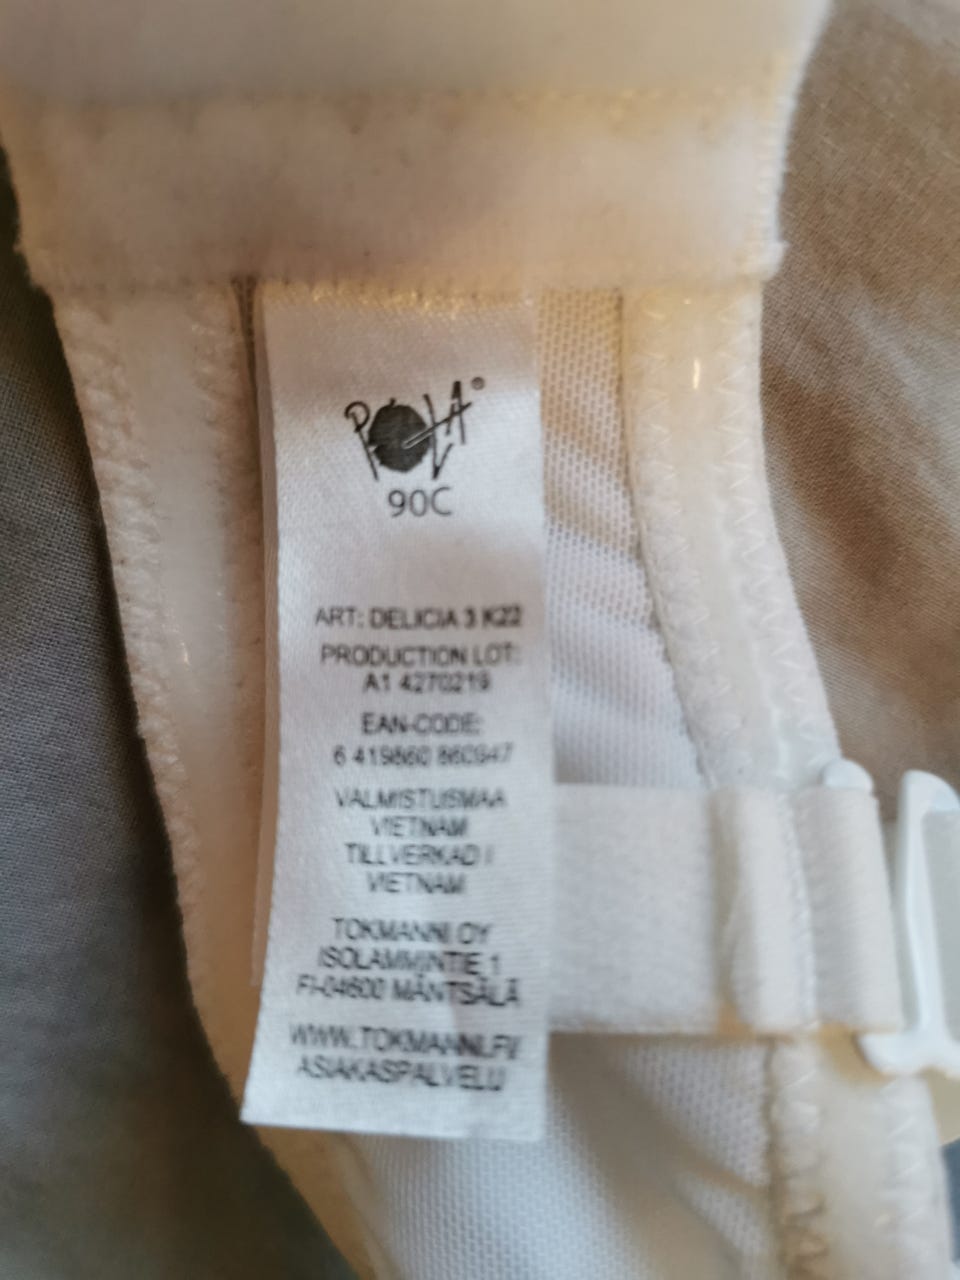 POLA®
90C
ART: DELICIA 3 K22
PRODUCTION LOT:
A1 4270219
EAN-CODE:
6 419860 860947
VALMISTUSMAA
VIETNAM
TILLVERKAD I
VIETNAM
TOKMANNI OY
ISOLAMMINTIE 1
FI-04600 MÄNTSÄLÄ
WWW.TOKMANNI.FI/
ASIAKASPALVELU